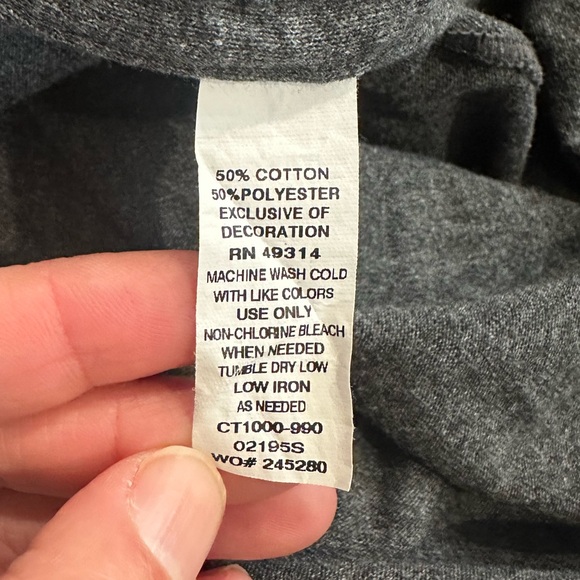 50% COTTON
50%POLYESTER
EXCLUSIVE OF
DECORATION
RN 49314
MACHINE WASH COLD
WITH LIKE COLORS
USE ONLY
NON-CHLORINE BLEACH
WHEN NEEDED
TUMBLE DRY LOW
LOW IRON
AS NEEDED
CT1000-990
02195S
WO# 245280